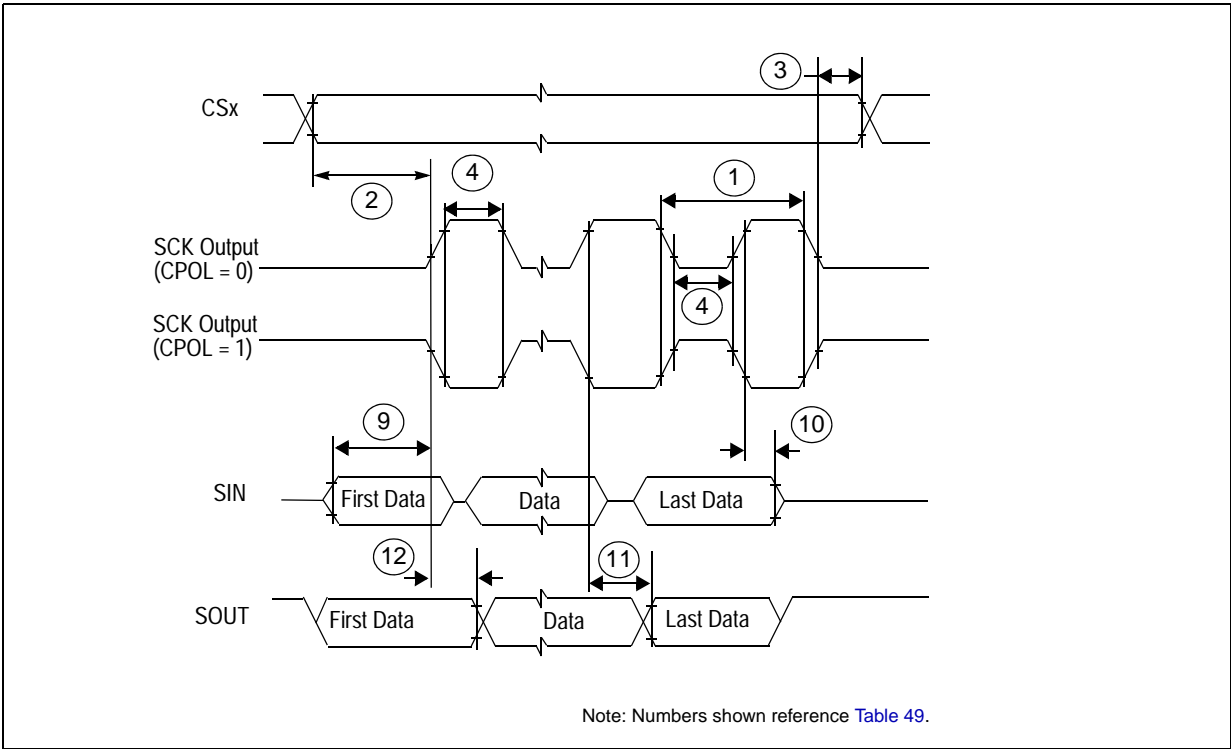 3
CSx
4
1
2
SCK Output
(CPOL = 0)
4
SCK Output
(CPOL = 1)
9
10
SIN
First Data
Data
Last Data
12
11
SOUT
First Data
Data
Last Data
Note: Numbers shown reference Table 49.